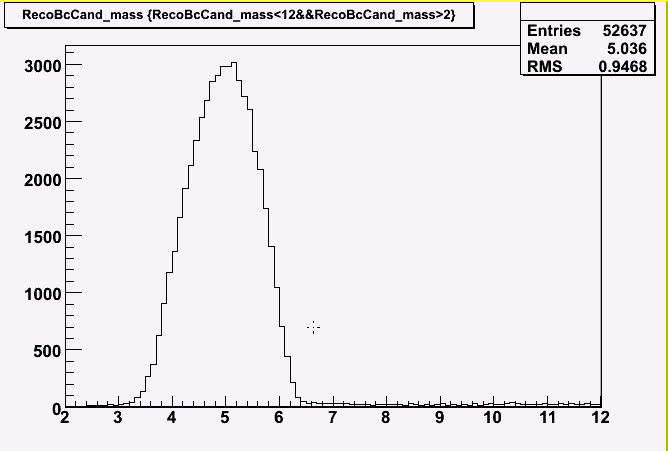 RecoBcCand_mass {RecoBcCand_mass<12&&RecoBcCand_mass>2}
Entries 52637
Mean 5.036
RMS 0.9468
3000
2500
2000
1500
1000
500
0
2 3 4 5 6 7 8 9 10 11 12